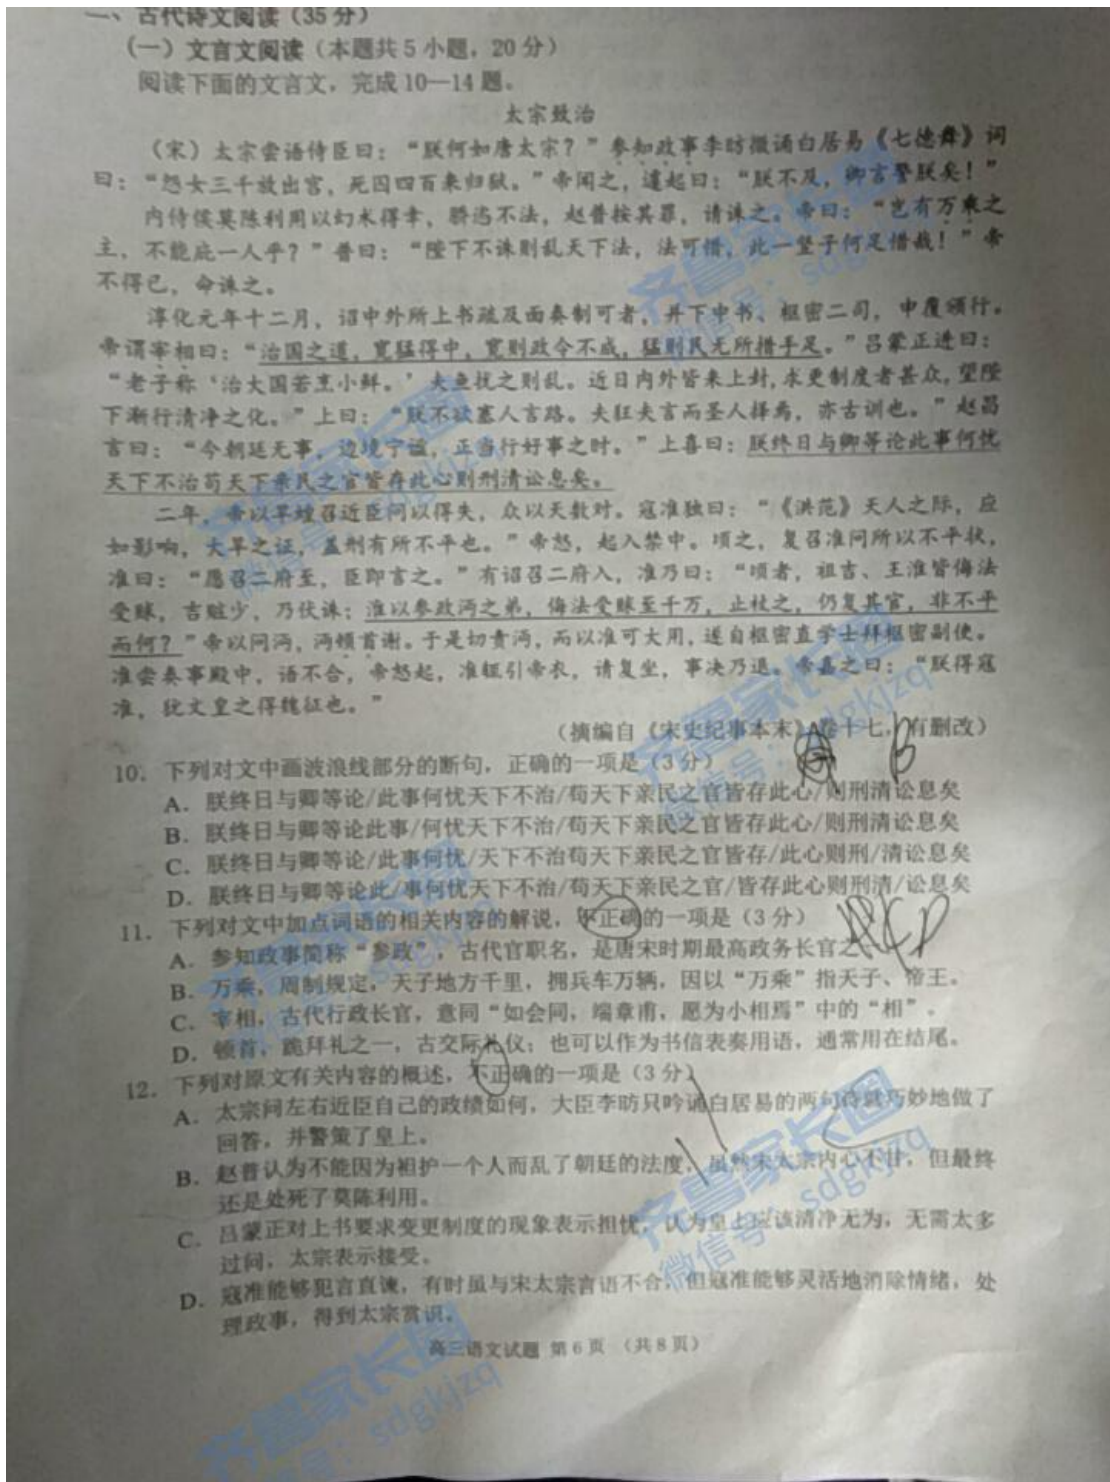 一、古代诗文阅读（35分）
（一）文言文阅读（本题共5小题，20分）
阅读下面的文言文，完成10—14题。
太宗致治
（宋）太宗尝语侍臣曰：“朕何如唐太宗？”参知政事李昉微诵白居易《七德舞》词
曰：“怨女三千放出宫，死囚四百来归狱。”帝闻之，遽起曰：“朕不及，卿言警朕矣！”
内侍侯莫陈利用以幻术得幸，骄恣不法，赵普按其罪，请诛之。帝曰：“岂有万乘之
主，不能庇一人乎？”普曰：“陛下不诛则乱天下法，法可惜，此一竖子何足惜哉！”帝
不得已，命诛之。
淳化元年十二月，诏中外所上书疏及面奏制可者，并下中书、枢密二司，申覆颁行。
帝谓宰相曰：“治国之道，宽猛得中，宽则政令不成，猛则民无所措手足。”吕蒙正进曰：
“老子称‘治大国若烹小鲜。’夫鱼扰之则乱。近日内外皆来上封，求更制度者甚众，望陛
下渐行清净之化。”上曰：“朕不欲塞人言路。夫狂夫言而圣人择焉，亦古训也。”赵昌
言曰：“今朝廷无事，边境宁谧，正当行好事之时。”上喜曰：朕终日与卿等论此事何忧
天下不治苟天下亲民之官皆存此心则刑清讼息矣。
二年，帝以旱蝗召近臣问以得失，众以天数对。寇准独曰：“《洪范》天人之际，应
如影响，大旱之证，盖刑有所不平也。”帝怒，起入禁中。顷之，复召准问所以不平状，
准曰：“愿召二府至，臣即言之。”有诏召二府入，准乃曰：“顷者，祖吉、王淮皆侮法
受赇，吉赃少，乃伏诛；淮以参政沔之弟，侮法受赇至千万，止杖之，仍复其官，非不平
而何？”帝以问沔，沔顿首谢。于是切责沔，而以准可大用，遂自枢密直学士拜枢密副使。
准尝奏事殿中，语不合，帝怒起，准辄引帝衣，请复坐，事决乃退。帝嘉之曰：“朕得寇
准，犹文皇之得魏征也。”
（摘编自《宋史纪事本末》卷十七，有删改）
A B
10．下列对文中画波浪线部分的断句，正确的一项是（3分）
A．朕终日与卿等论/此事何忧天下不治/苟天下亲民之官皆存此心/则刑清讼息矣
B．朕终日与卿等论此事/何忧天下不治/苟天下亲民之官皆存此心/则刑清讼息矣
C．朕终日与卿等论/此事何忧/天下不治苟天下亲民之官皆存/此心则刑/清讼息矣
D．朕终日与卿等论此/事何忧天下不治/苟天下亲民之官/皆存此心则刑清/讼息矣
11．下列对文中加点词语的相关内容的解说，不正确的一项是（3分）
A．参知政事简称“参政”，古代官职名，是唐宋时期最高政务长官之
B．万乘，周制规定，天子地方千里，拥兵车万辆，因以“万乘”指天子、帝王。
C．宰相，古代行政长官，意同“如会同，端章甫，愿为小相焉”中的“相”。
D．顿首，跪拜礼之一，古交际礼仪；也可以作为书信表奏用语，通常用在结尾。
12．下列对原文有关内容的概述，不正确的一项是（3分）
A．太宗问左右近臣自己的政绩如何，大臣李昉只吟诵白居易的两句诗就巧妙地做了
回答，并警策了皇上。
B．赵普认为不能因为袒护一个人而乱了朝廷的法度，虽然宋太宗内心不甘，但最终
还是处死了莫陈利用。
C．吕蒙正对上书要求变更制度的现象表示担忧，认为皇上应该清净无为，无需太多
过问，太宗表示接受。
D．寇准能够犯言直谏，有时虽与宋太宗言语不合，但寇准能够灵活地消除情绪，处
理政事，得到太宗赏识。
高三语文试题 第6页 （共8页）
齐鲁家长圈
微信号：sdgkjzq